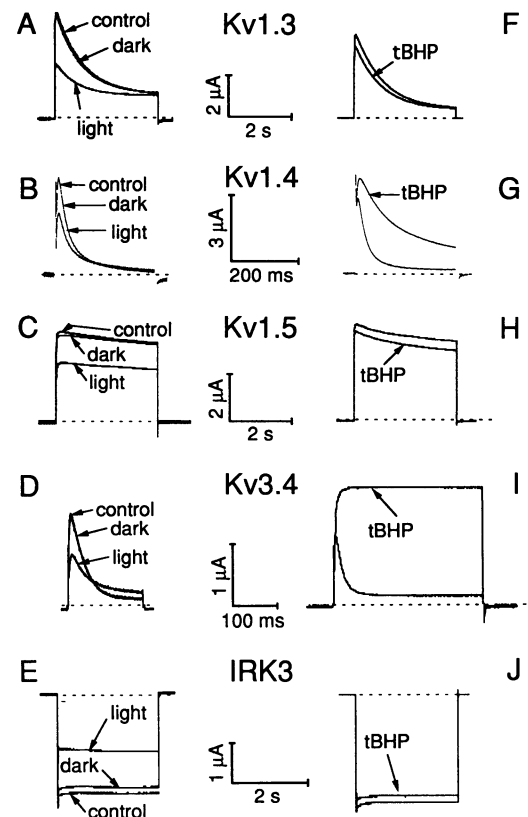 A
control
dark
light
Kv1.3
2 µA
2 s
F
tBHP
B
control
dark
light
Kv1.4
3 µA
200 ms
G
tBHP
C
control
dark
light
Kv1.5
2 µA
2 s
H
tBHP
D
control
dark
light
Kv3.4
1 µA
100 ms
I
tBHP
E
light
dark
control
IRK3
1 µA
2 s
J
tBHP